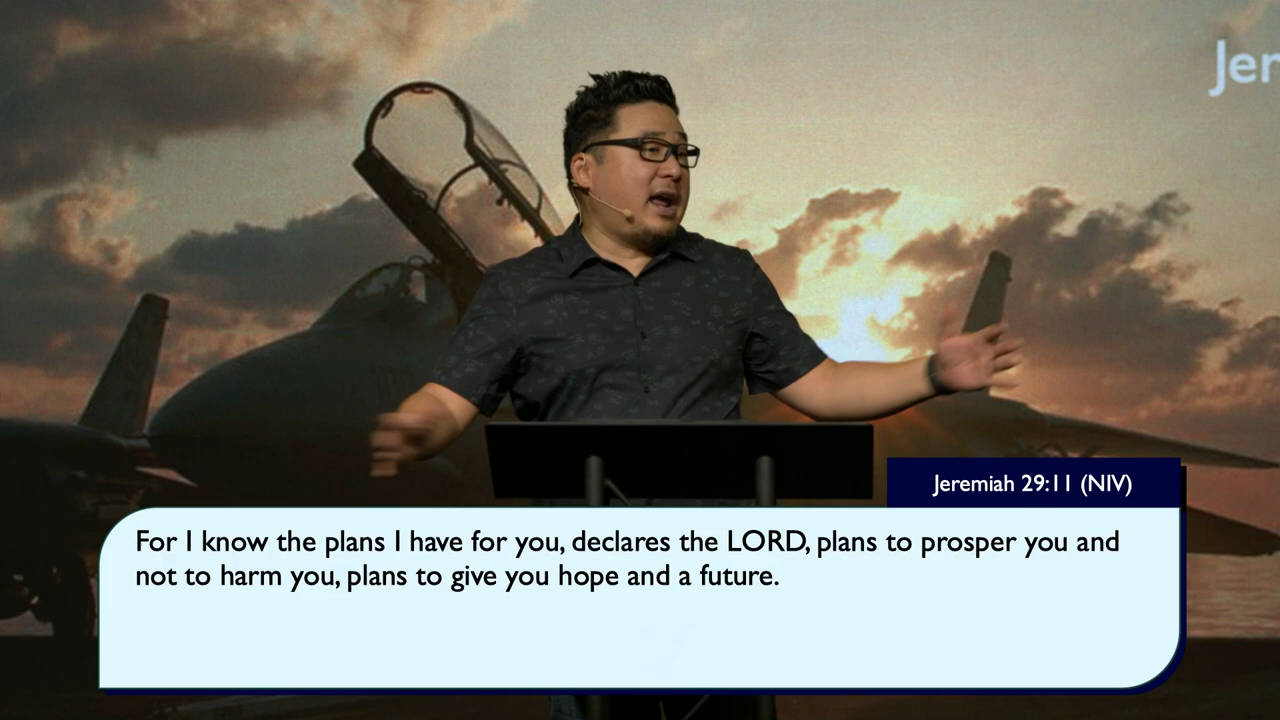 Jer
Jeremiah 29:11 (NIV)
For I know the plans I have for you, declares the LORD, plans to prosper you and
not to harm you, plans to give you hope and a future.